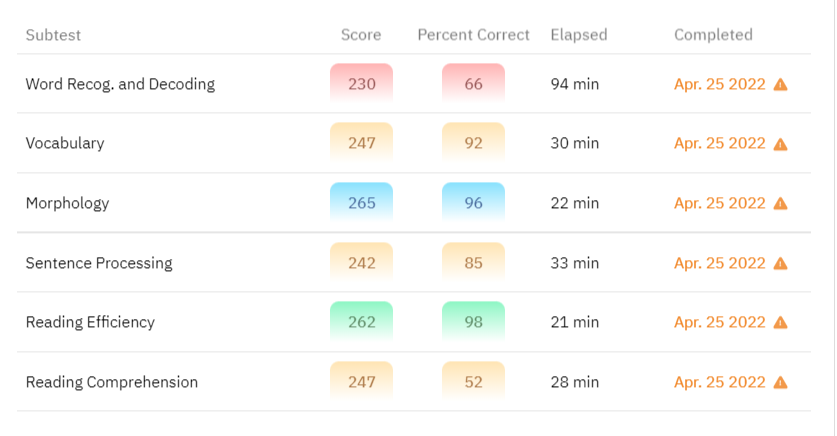 Subtest Score Percent Correct Elapsed Completed
Word Recog. and Decoding 230 66 94 min Apr. 25 2022
Vocabulary 247 92 30 min Apr. 25 2022
Morphology 265 96 22 min Apr. 25 2022
Sentence Processing 242 85 33 min Apr. 25 2022
Reading Efficiency 262 98 21 min Apr. 25 2022
Reading Comprehension 247 52 28 min Apr. 25 2022